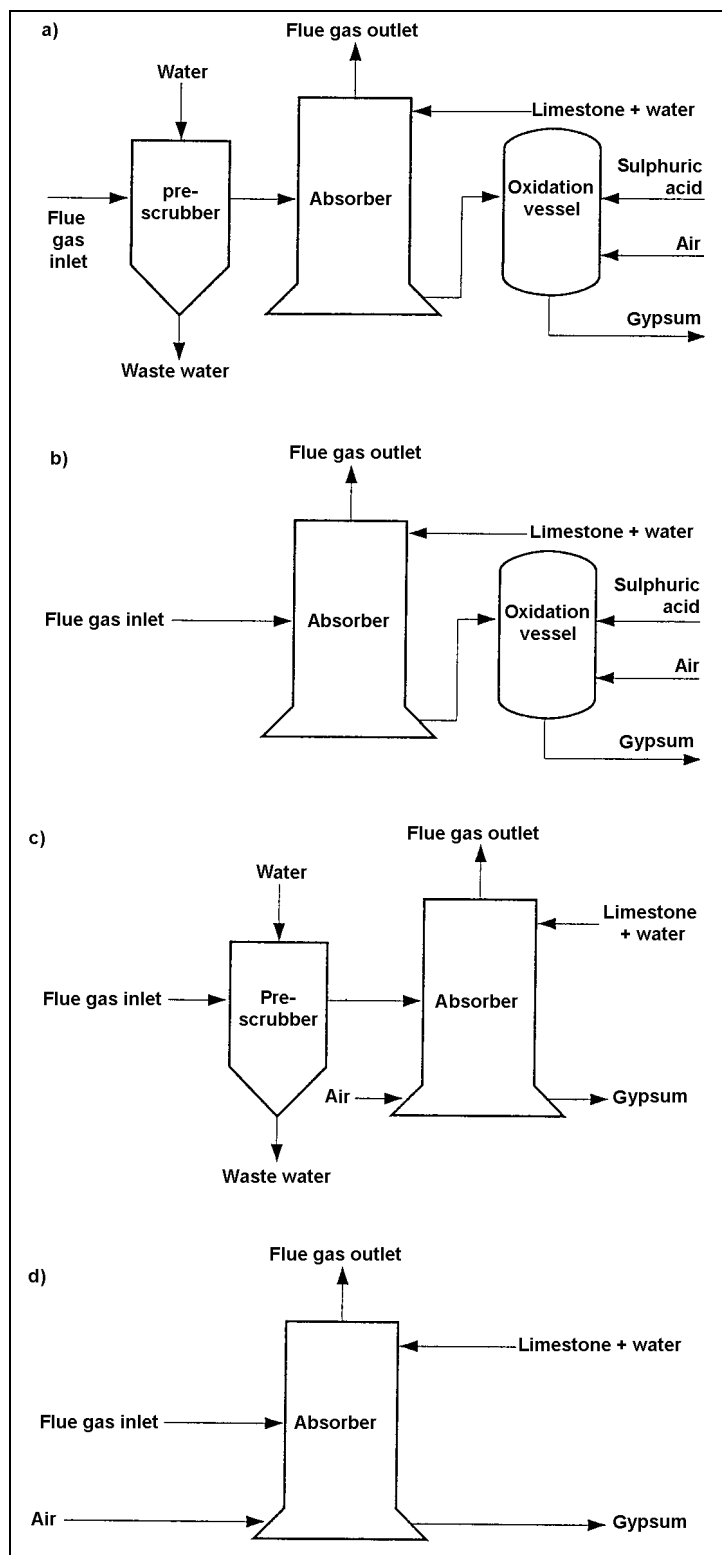 a)
Flue gas outlet
Water
Limestone + water
pre-
scrubber
Absorber
Oxidation
vessel
Sulphuric
acid
Flue
gas
inlet
Air
Gypsum
Waste water
b)
Flue gas outlet
Limestone + water
Flue gas inlet
Absorber
Oxidation
vessel
Sulphuric
acid
Air
Gypsum
c)
Flue gas outlet
Water
Limestone
+ water
Flue gas inlet
Pre-
scrubber
Absorber
Air
Gypsum
Waste water
d)
Flue gas outlet
Limestone + water
Flue gas inlet
Absorber
Air
Gypsum